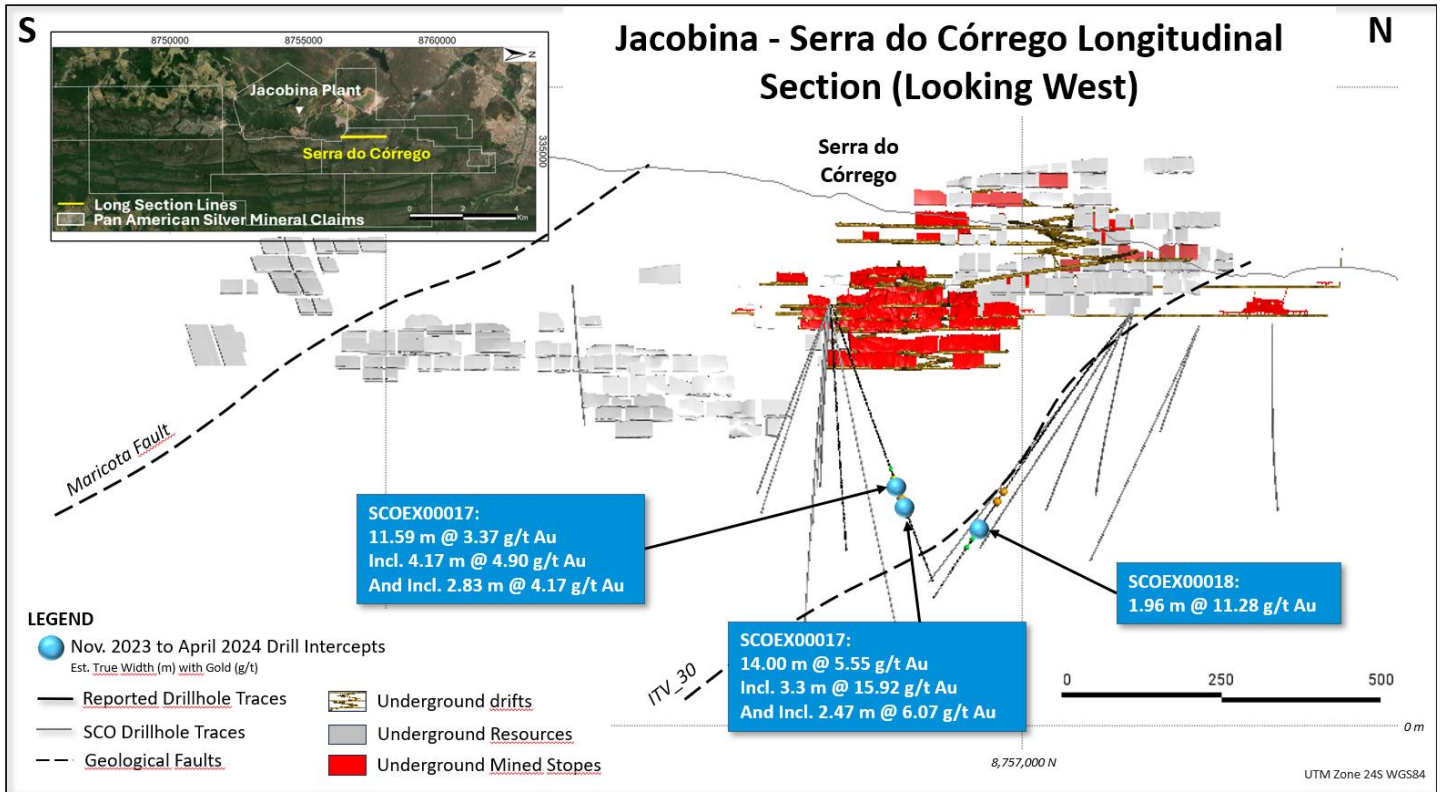 S
Jacobina - Serra do Córrego Longitudinal
Section (Looking West)
N
8750000
8755000
8760000
335000
N
Jacobina Plant
Serra do Córrego
Long Section Lines
Pan American Silver Mineral Claims
0 2 4
Km
Serra do
Córrego
Maricota Fault
SCOEX00017:
11.59 m @ 3.37 g/t Au
Incl. 4.17 m @ 4.90 g/t Au
And Incl. 2.83 m @ 4.17 g/t Au
SCOEX00018:
1.96 m @ 11.28 g/t Au
SCOEX00017:
14.00 m @ 5.55 g/t Au
Incl. 3.3 m @ 15.92 g/t Au
And Incl. 2.47 m @ 6.07 g/t Au
ITV_30
LEGEND
Nov. 2023 to April 2024 Drill Intercepts
Est. True Width (m) with Gold (g/t)
Reported Drillhole Traces
SCO Drillhole Traces
Geological Faults
Underground drifts
Underground Resources
Underground Mined Stopes
0 250 500
0 m
8,757,000 N
UTM Zone 24S WGS84